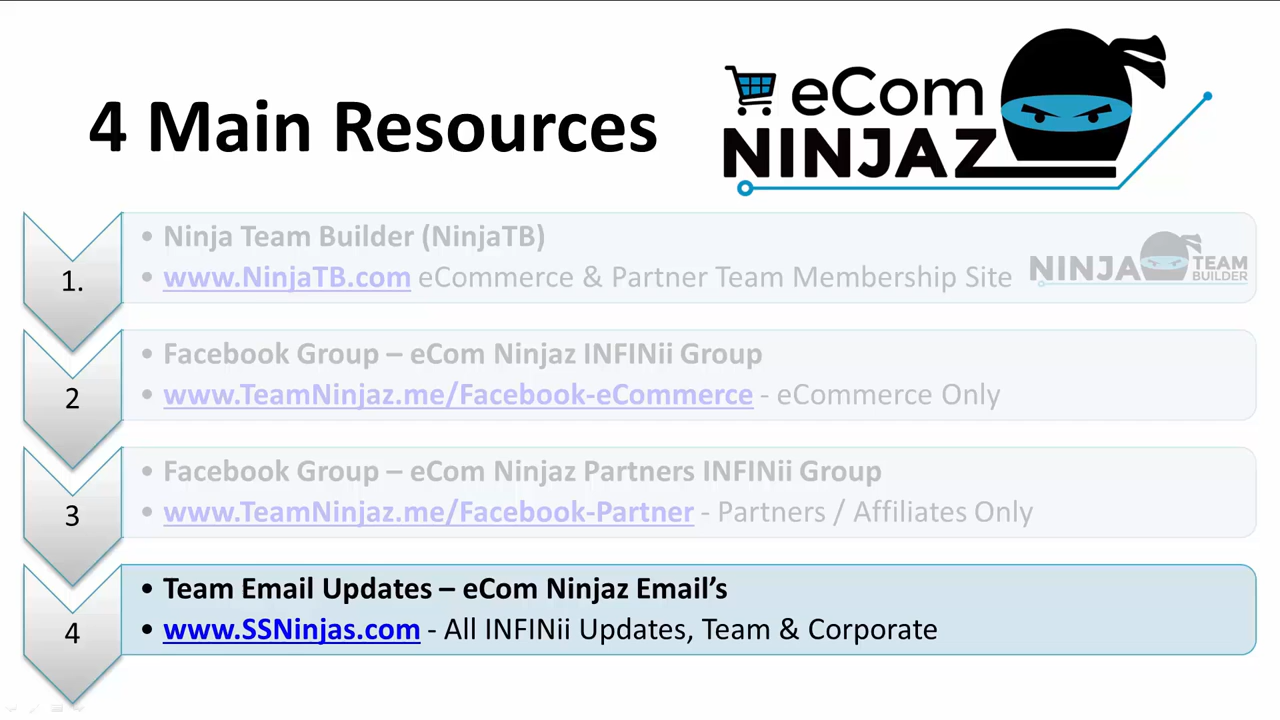 4 Main Resources
eCom
NINJAZ
1.
• Ninja Team Builder (NinjaTB)
• www.NinjaTB.com eCommerce & Partner Team Membership Site
NINJA TEAM BUILDER
2
• Facebook Group – eCom Ninjaz INFINii Group
• www.TeamNinjaz.me/Facebook-eCommerce - eCommerce Only
3
• Facebook Group – eCom Ninjaz Partners INFINii Group
• www.TeamNinjaz.me/Facebook-Partner - Partners / Affiliates Only
4
• Team Email Updates – eCom Ninjaz Email’s
• www.SSNinjas.com - All INFINii Updates, Team & Corporate